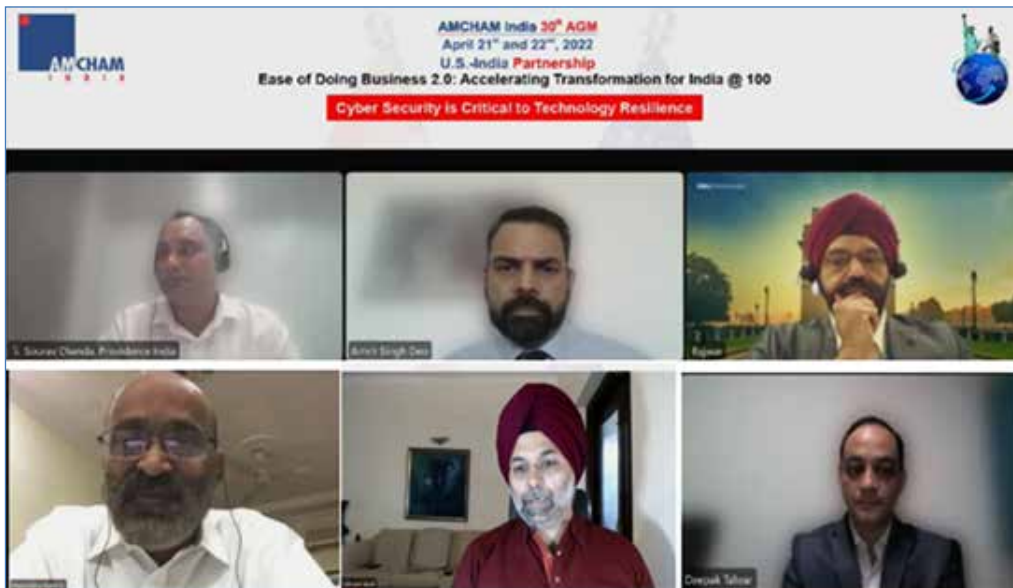 AMCHAM
INDIA
AMCHAM India 30th AGM
April 21st and 22nd, 2022
U.S.-India Partnership
Ease of Doing Business 2.0: Accelerating Transformation for India @ 100
Cyber Security is Critical to Technology Resilience
S. Sourav Chanda, Providence India
Amrit Singh Deo
Deepak Talwar